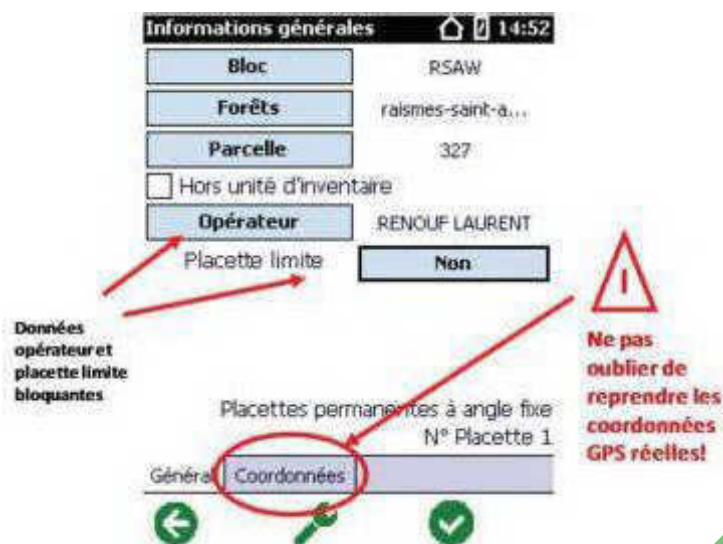 Informations générales 14:52
Bloc RSAW
Forêts raismes-saint-a...
Parcelle 327
Hors unité d'inventaire
Opérateur RENOUF LAURENT
Placette limite Non
Données
opérateur et
placette limite
bloquantes
Ne pas
oublier de
reprendre les
coordonnées
GPS réelles!
Placettes permanentes à angle fixe
N° Placette 1
Général Coordonnées